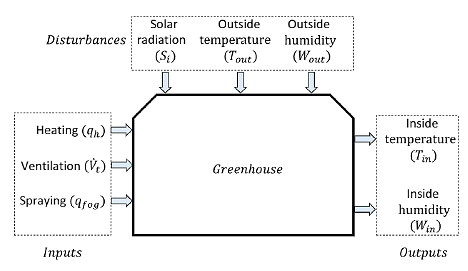 Disturbances
Solar radiation (S_i)
Outside temperature (T_out)
Outside humidity (W_out)
Heating (q_h)
Ventilation (V̇_t)
Spraying (q_fog)
Greenhouse
Inside temperature (T_in)
Inside humidity (W_in)
Inputs
Outputs